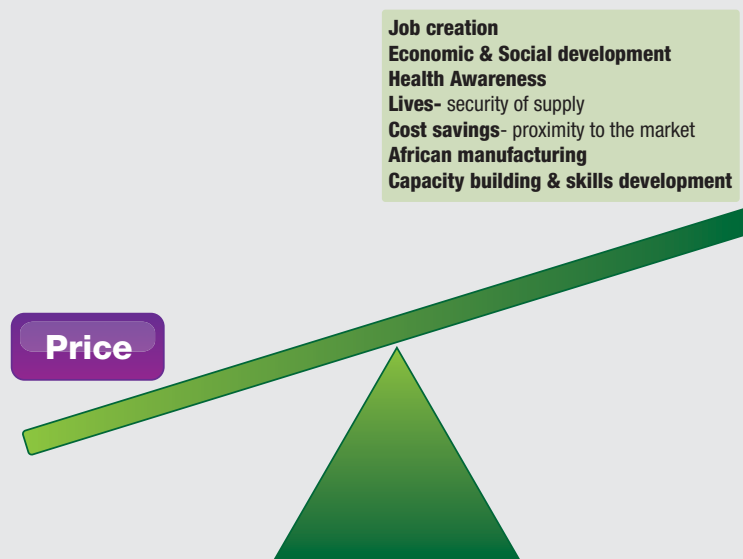 Job creation
Economic & Social development
Health Awareness
Lives- security of supply
Cost savings- proximity to the market
African manufacturing
Capacity building & skills development
Price